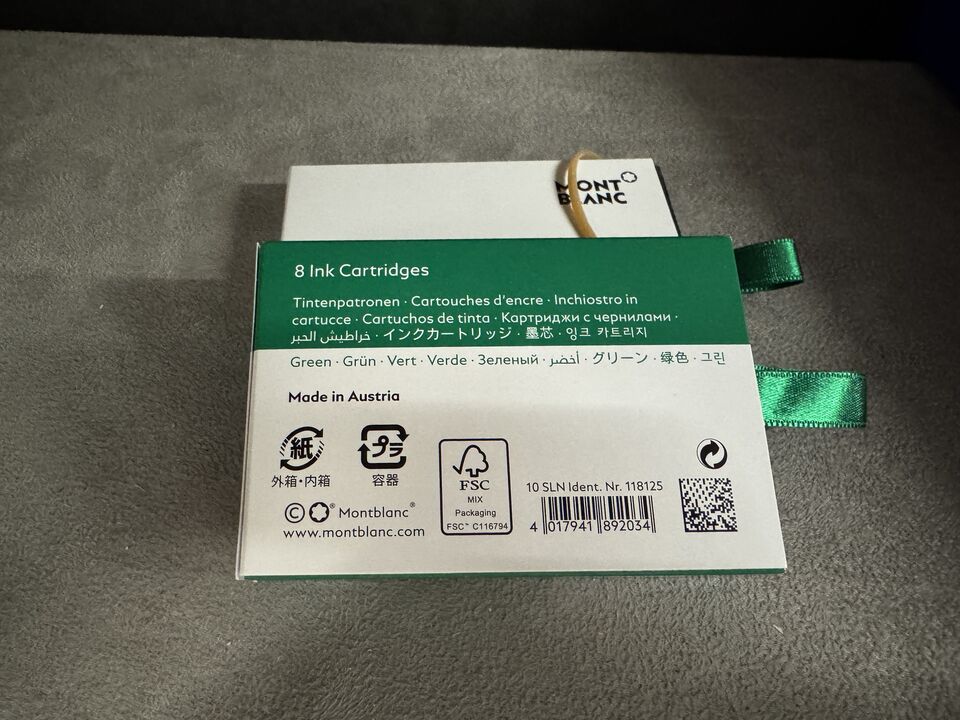 MONT
BLANC
8 Ink Cartridges
Tintenpatronen · Cartouches d'encre · Inchiostro in
cartucce · Cartuchos de tinta · Картриджи с чернилами ·
خراطيش الحبر · インクカートリッジ · 墨芯 · 잉크 카트리지
Green · Grün · Vert · Verde · Зеленый · أخضر · グリーン · 绿色 · 그린
Made in Austria
紙
プラ
外箱・内箱
容器
© Montblanc®
www.montblanc.com
FSC
MIX
Packaging
FSC™ C116794
10 SLN Ident. Nr. 118125
4 017941 892034